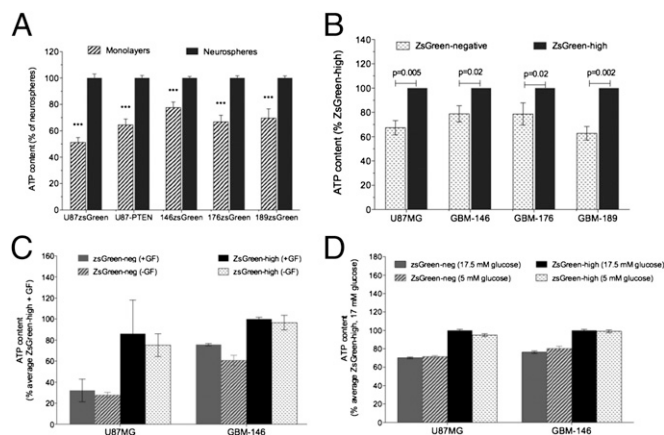 A
Monolayers
Neurospheres
ATP content (% of neurospheres)
120
100
80
60
40
20
0
***
***
***
***
***
U87zsGreen
U87-PTEN
146zsGreen
176zsGreen
189zsGreen
B
ZsGreen-negative
ZsGreen-high
ATP content (% ZsGreen-high)
140
120
100
80
60
40
20
0
p=0.005
p=0.02
p=0.02
p=0.002
U87MG
GBM-146
GBM-176
GBM-189
C
zsGreen-neg (+GF)
ZsGreen-high (+GF)
ZsGreen-neg (-GF)
zsGreen-high (-GF)
ATP content
(% average ZsGreen-high + GF)
160
140
120
100
80
60
40
20
0
U87MG
GBM-146
D
zsGreen-neg (17.5 mM glucose)
ZsGreen-high (17.5 mM glucose)
ZsGreen-neg (5 mM glucose)
zsGreen-high (5 mM glucose)
ATP content
(% average ZsGreen-high, 17 mM glucose)
180
160
140
120
100
80
60
40
20
0
U87MG
GBM-146